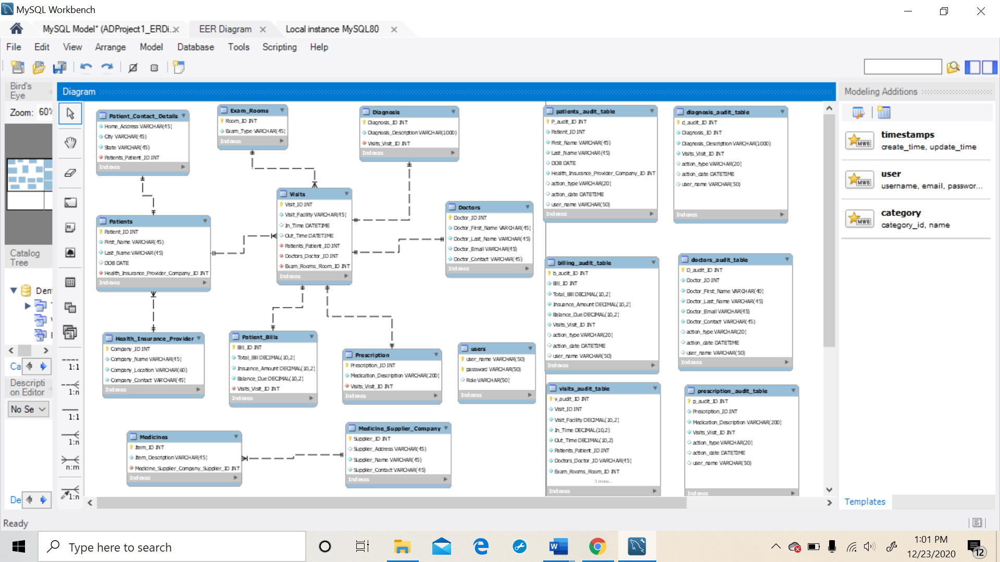 MySQL Workbench
MySQL Model* (ADProject1_ERDi...
EER Diagram
Local instance MySQL80
File Edit View Arrange Model Database Tools Scripting Help
Bird's
Eye
Zoom: 60%
Catalog
Tree
Den
Ca
Descripti
on Editor
No Se
De
1:1
1:n
1:1
1:n
n:m
1:n
Diagram
Patient_Contact_Details
Home_Address VARCHAR(45)
City VARCHAR(45)
State VARCHAR(45)
Patients_Patient_ID INT
Indexes
Exam_Rooms
Room_ID INT
Exam_Type VARCHAR(45)
Indexes
Diagnosis
Diagnosis_ID INT
Diagnosis_Description VARCHAR(1000)
Visits_Visit_ID INT
Indexes
Visits
Visit_ID INT
Visit_Facility VARCHAR(45)
In_Time DATETIME
Out_Time DATETIME
Patients_Patient_ID INT
Doctors_Doctor_ID INT
Exam_Rooms_Room_ID INT
Indexes
Doctors
Doctor_ID INT
Doctor_First_Name VARCHAR(45)
Doctor_Last_Name VARCHAR(45)
Doctor_Email VARCHAR(45)
Doctor_Contact VARCHAR(45)
Indexes
Patients
Patient_ID INT
First_Name VARCHAR(45)
Last_Name VARCHAR(45)
DOB DATE
Health_Insurance_Provider_Company_ID INT
Indexes
Health_Insurance_Provider
Company_ID INT
Company_Name VARCHAR(45)
Company_Location VARCHAR(60)
Company_Contact VARCHAR(45)
Indexes
Patient_Bills
Bill_ID INT
Total_Bill DECIMAL(10,2)
Insurance_Amount DECIMAL(10,2)
Balance_Due DECIMAL(10,2)
Visits_Visit_ID INT
Indexes
Prescription
Prescription_ID INT
Medication_Description VARCHAR(200)
Visits_Visit_ID INT
Indexes
users
user_name VARCHAR(50)
password VARCHAR(50)
Role VARCHAR(50)
Indexes
Medicines
Item_ID INT
Item_Description VARCHAR(45)
Medicine_Supplier_Company_Supplier_ID INT
Indexes
Medicine_Supplier_Company
Supplier_ID INT
Supplier_Address VARCHAR(45)
Supplier_Name VARCHAR(45)
Supplier_Contact VARCHAR(45)
Indexes
patients_audit_table
P_audit_ID INT
Patient_ID INT
First_Name VARCHAR(45)
Last_Name VARCHAR(45)
DOB DATE
Health_Insurance_Provider_Company_ID INT
action_type VARCHAR(20)
action_date DATETIME
user_name VARCHAR(50)
Indexes
diagnosis_audit_table
d_audit_ID INT
Diagnosis_ID INT
Diagnosis_Description VARCHAR(1000)
Visits_Visit_ID INT
action_type VARCHAR(20)
action_date DATETIME
user_name VARCHAR(50)
Indexes
billing_audit_table
b_audit_ID INT
Bill_ID INT
Total_Bill DECIMAL(10,2)
Insurance_Amount DECIMAL(10,2)
Balance_Due DECIMAL(10,2)
Visits_Visit_ID INT
action_type VARCHAR(20)
action_date DATETIME
user_name VARCHAR(50)
Indexes
doctors_audit_table
D_audit_ID INT
Doctor_ID INT
Doctor_First_Name VARCHAR(40)
Doctor_Last_Name VARCHAR(45)
Doctor_Email VARCHAR(45)
Doctor_Contact VARCHAR(45)
action_type VARCHAR(20)
action_date DATETIME
user_name VARCHAR(50)
Indexes
visits_audit_table
v_audit_ID INT
Visit_ID INT
Visit_Facility DECIMAL(10,2)
In_Time DECIMAL(10,2)
Out_Time DECIMAL(10,2)
Patients_Patient_ID INT
Doctors_Doctor_ID VARCHAR(45)
Exam_Rooms_Room_ID INT
3 more...
Indexes
prescription_audit_table
p_audit_ID INT
Prescription_ID INT
Medication_Description VARCHAR(200)
Visits_Visit_ID INT
action_type VARCHAR(20)
action_date DATETIME
user_name VARCHAR(50)
Indexes
Modeling Additions
MWB
timestamps
create_time, update_time
MWB
user
username, email, passwor...
MWB
category
category_id, name
Templates
Ready
Type here to search
1:01 PM
12/23/2020
12